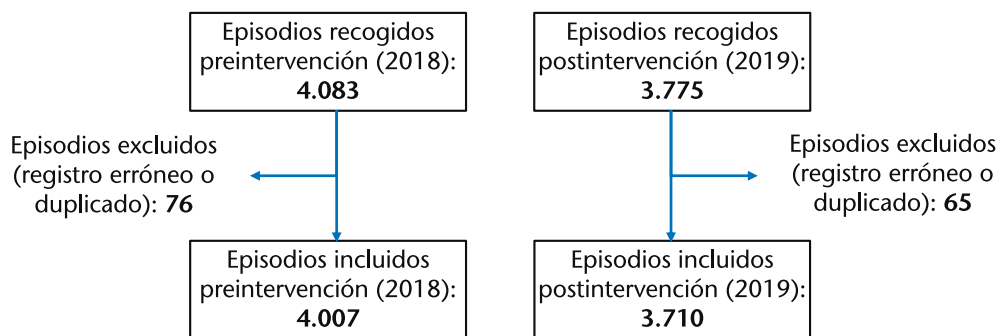 Episodios recogidos
preintervención (2018):
4.083
Episodios recogidos
postintervención (2019):
3.775
Episodios excluidos
(registro erróneo o
duplicado): 76
Episodios excluidos
(registro erróneo o
duplicado): 65
Episodios incluidos
preintervención (2018):
4.007
Episodios incluidos
postintervención (2019):
3.710